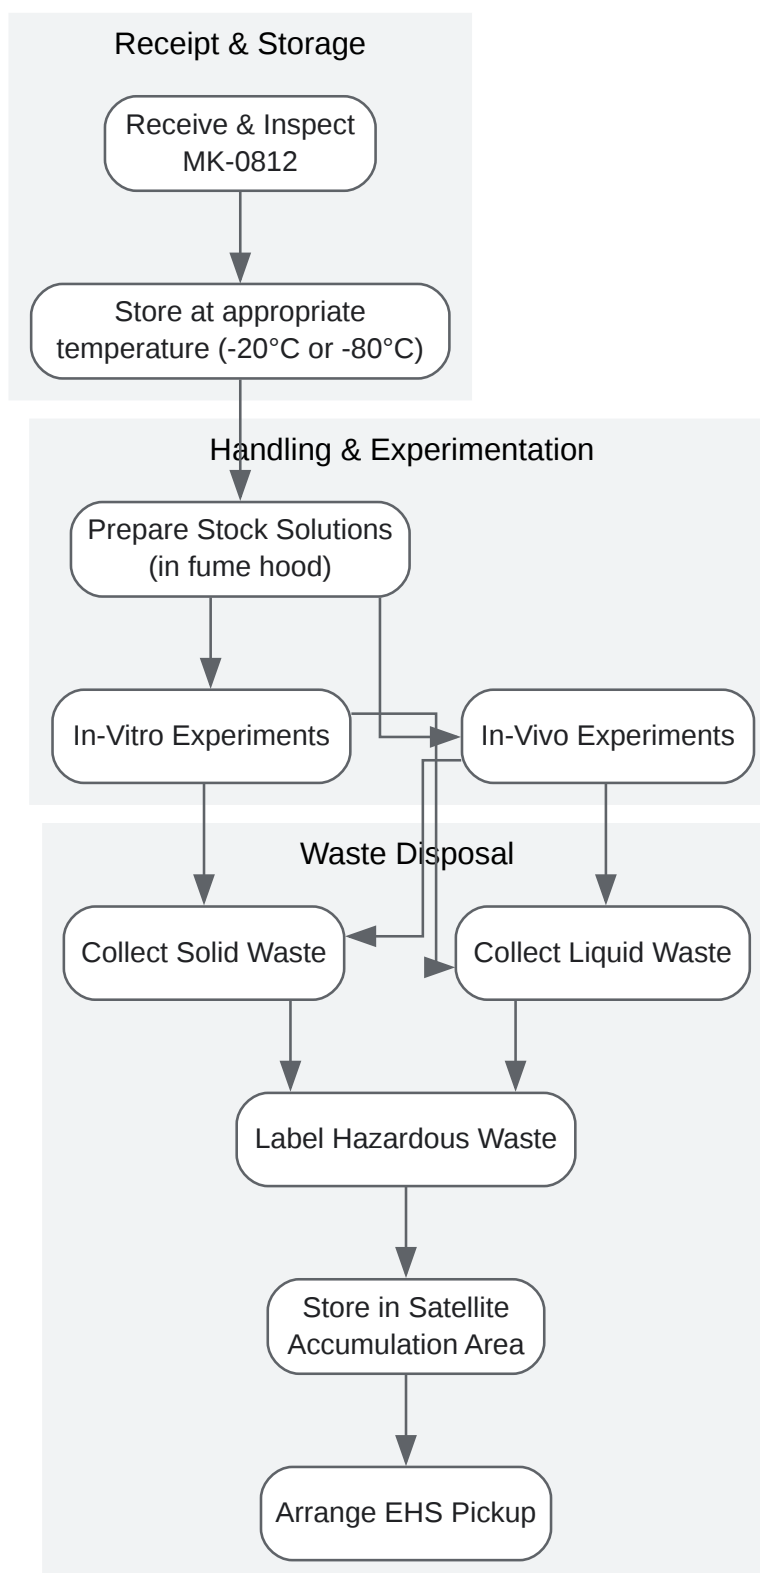 Receipt & Storage
Receive & Inspect
MK-0812
Store at appropriate
temperature (-20°C or -80°C)
Handling & Experimentation
Prepare Stock Solutions
(in fume hood)
In-Vitro Experiments
In-Vivo Experiments
Waste Disposal
Collect Solid Waste
Collect Liquid Waste
Label Hazardous Waste
Store in Satellite
Accumulation Area
Arrange EHS Pickup